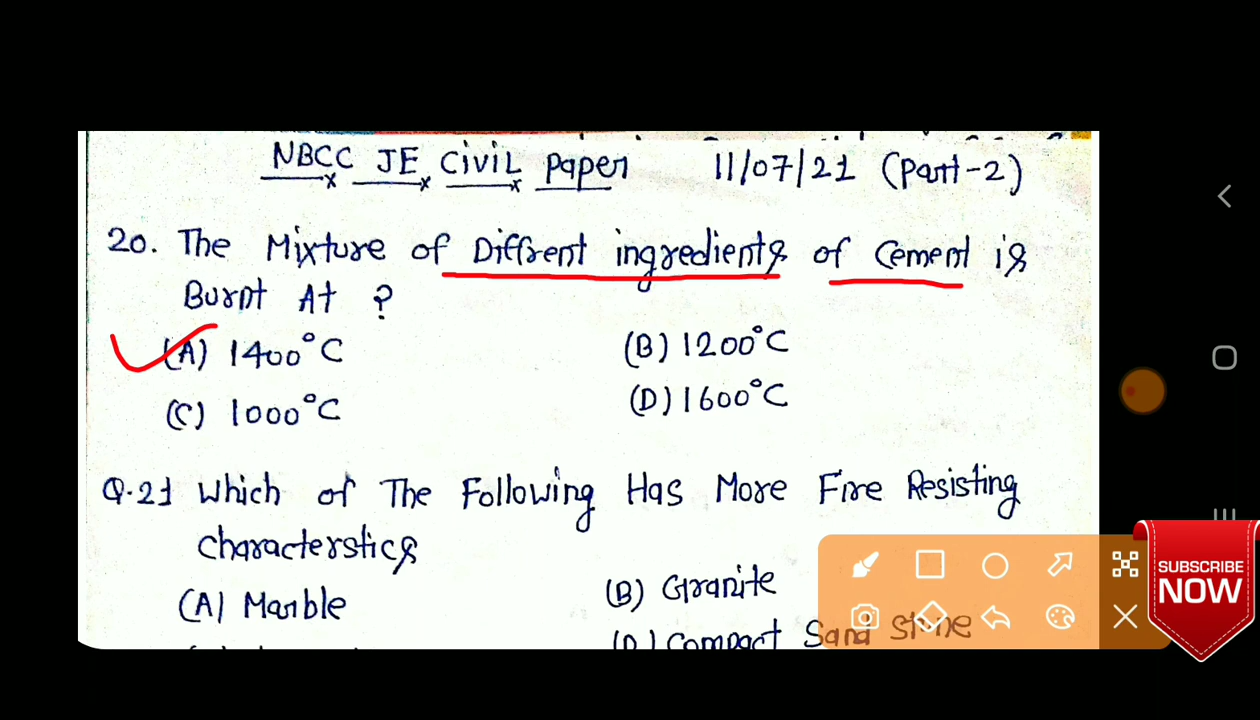 NBCC JE Civil Paper 11/07/21 (Part-2)
20. The Mixture of Diffrent ingredients of Cement is
Burnt At ?
(A) 1400°C (B) 1200°C
(C) 1000°C (D) 1600°C
Q.21 Which of The Following Has More Fire Resisting
characterstics
(A) Marble (B) Granite
(D) Compact Sand stone
SUBSCRIBE
NOW